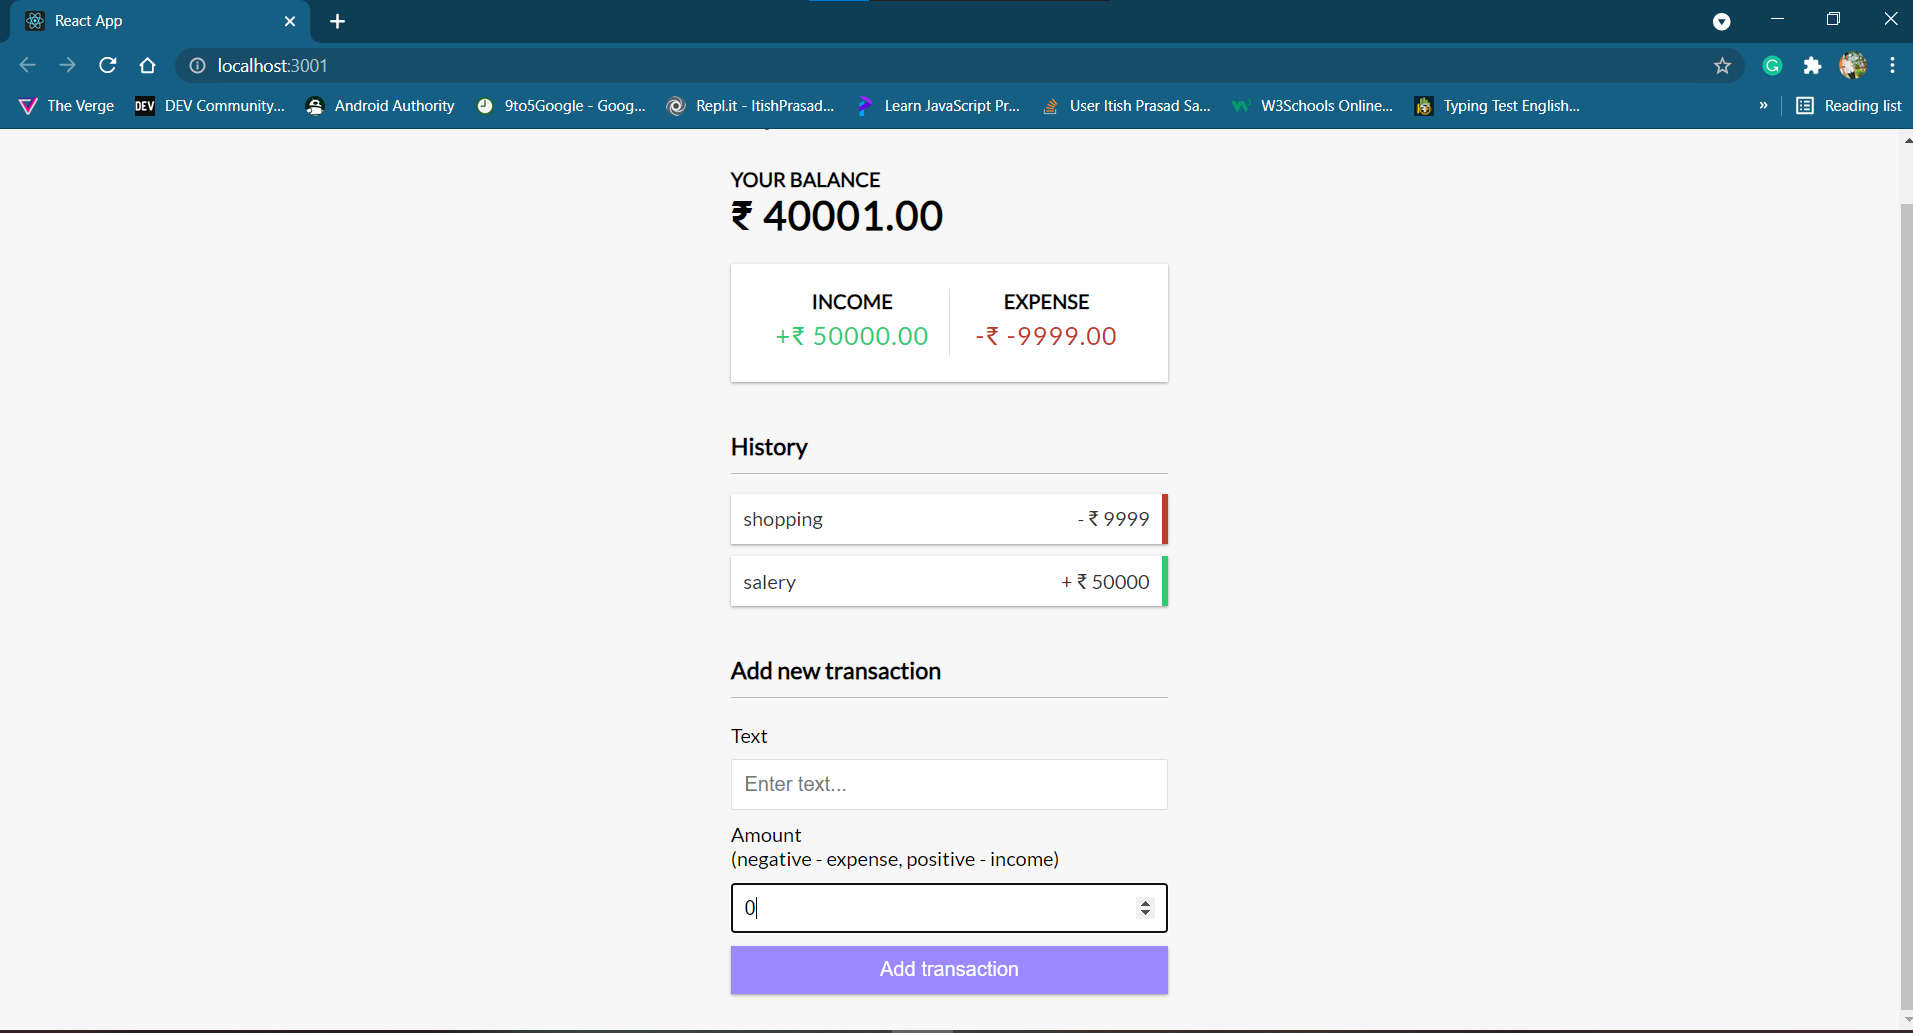 React App
localhost:3001
The Verge
DEV
DEV Community...
Android Authority
9to5Google - Goog...
Repl.it - ItishPrasad...
Learn JavaScript Pr...
User Itish Prasad Sa...
W3Schools Online...
Typing Test English...
»
Reading list
YOUR BALANCE
₹ 40001.00
INCOME
+₹ 50000.00
EXPENSE
-₹ -9999.00
History
shopping - ₹ 9999
salery + ₹ 50000
Add new transaction
Text
Enter text...
Amount
(negative - expense, positive - income)
0
Add transaction